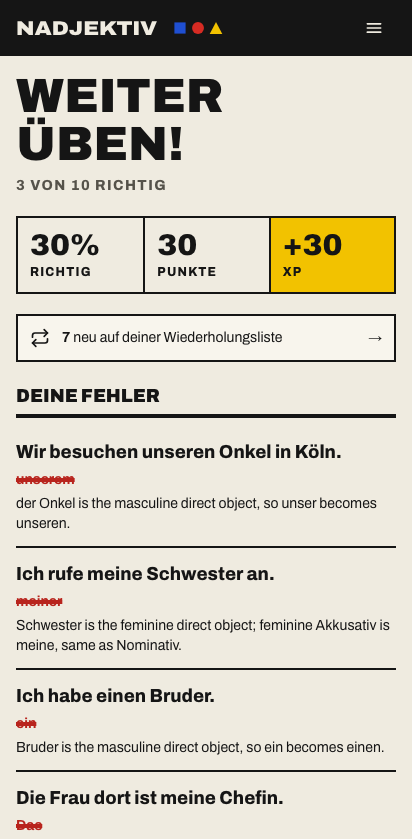 NADJEKTIV
WEITER
ÜBEN!
3 VON 10 RICHTIG
30%
RICHTIG
30
PUNKTE
+30
XP
7 neu auf deiner Wiederholungsliste →
DEINE FEHLER
Wir besuchen unseren Onkel in Köln.
unserem
der Onkel is the masculine direct object, so unser becomes
unseren.
Ich rufe meine Schwester an.
meiner
Schwester is the feminine direct object; feminine Akkusativ is
meine, same as Nominativ.
Ich habe einen Bruder.
ein
Bruder is the masculine direct object, so ein becomes einen.
Die Frau dort ist meine Chefin.
Das